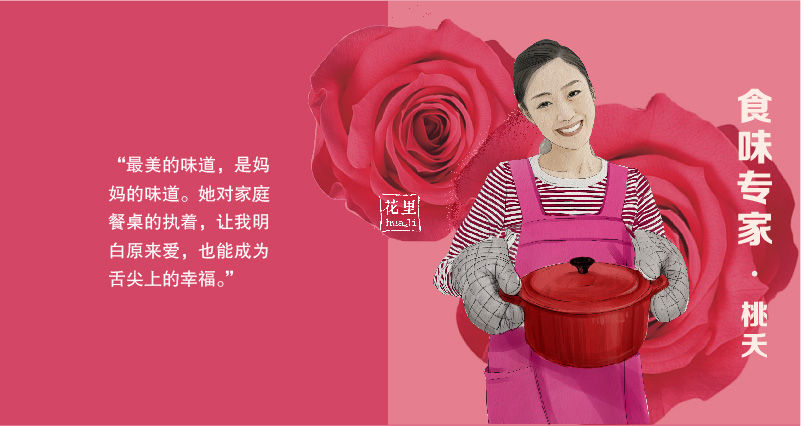 “最美的味道，是妈
妈的味道。她对家庭
餐桌的执着，让我明
白原来爱，也能成为
舌尖上的幸福。”
花里
hua_li
食味专家·桃夭